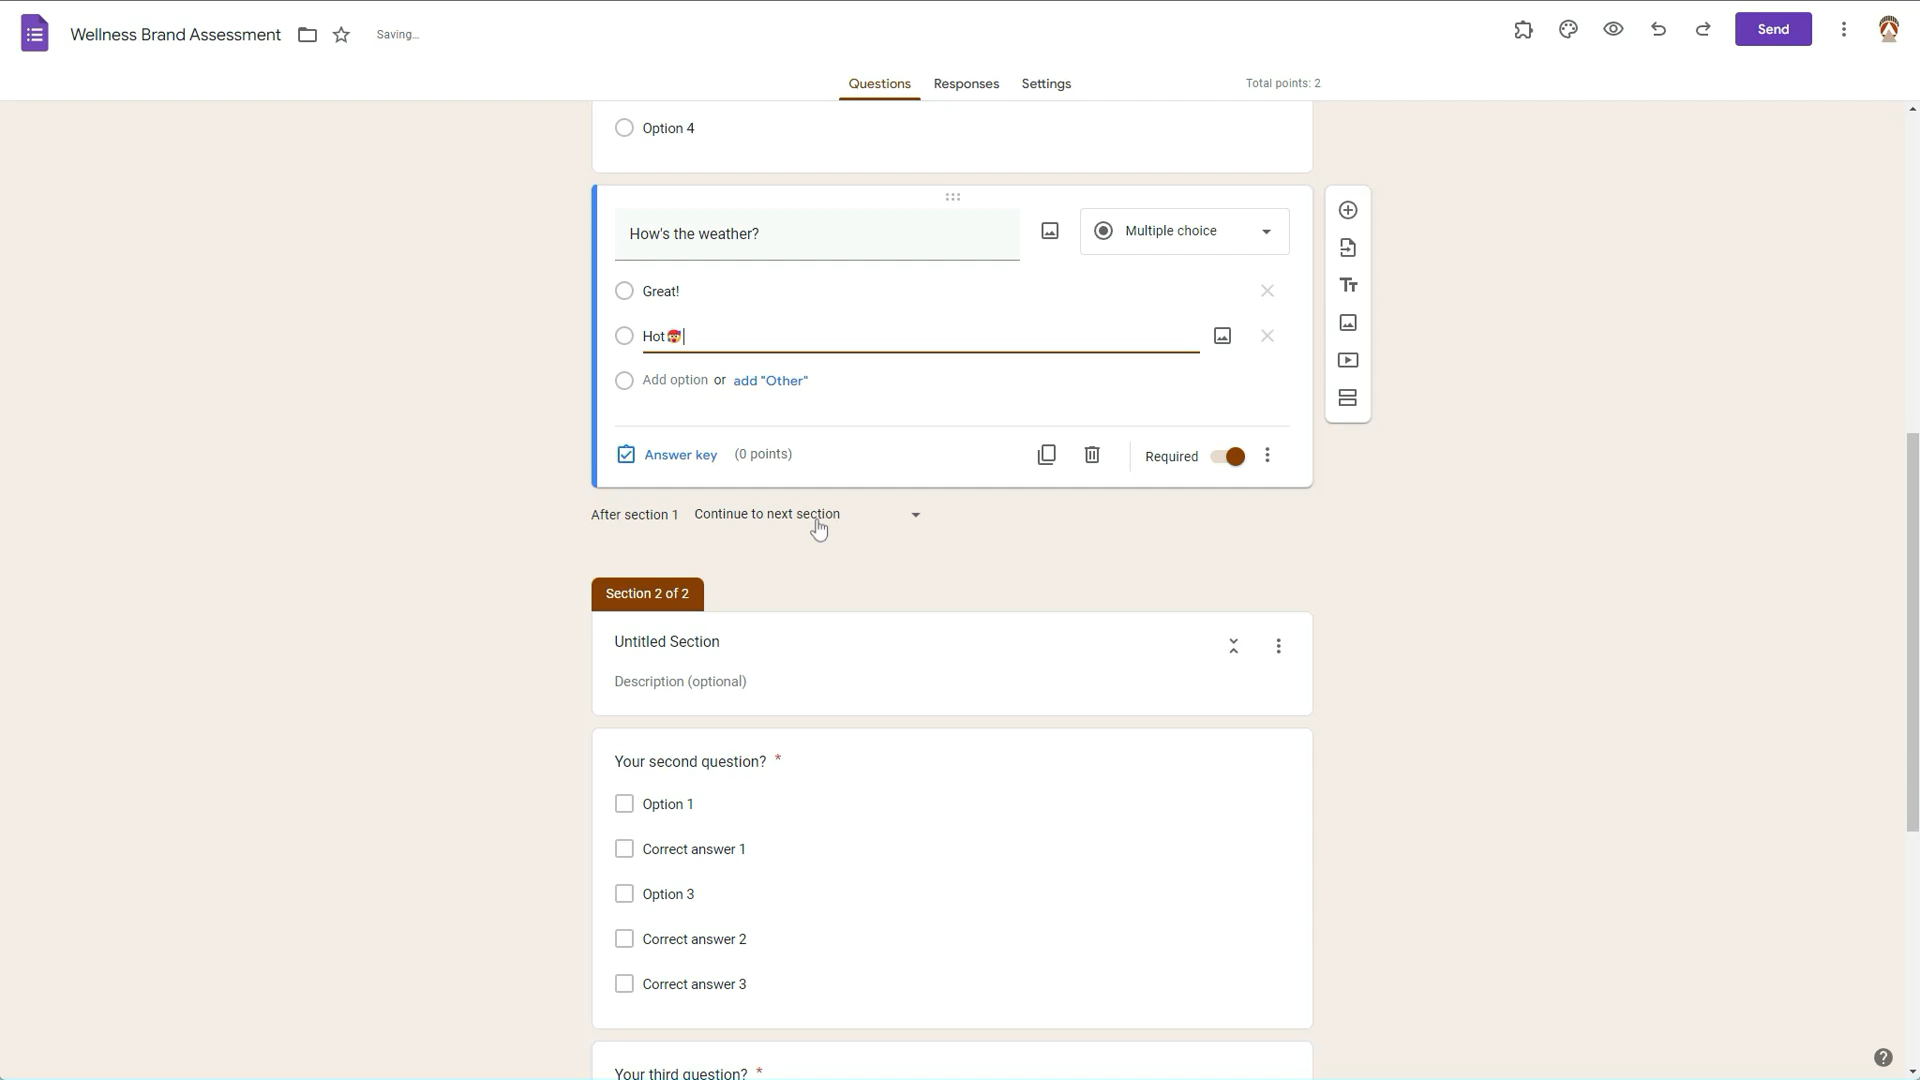 Wellness Brand Assessment
Saving...
Send
Questions
Responses
Settings
Total points: 2
Option 4
How's the weather?
Multiple choice
Great!
Hot🥵
Add option or add "Other"
Answer key
(0 points)
Required
After section 1
Continue to next section
Section 2 of 2
Untitled Section
Description (optional)
Your second question? *
Option 1
Correct answer 1
Option 3
Correct answer 2
Correct answer 3
Your third question? *